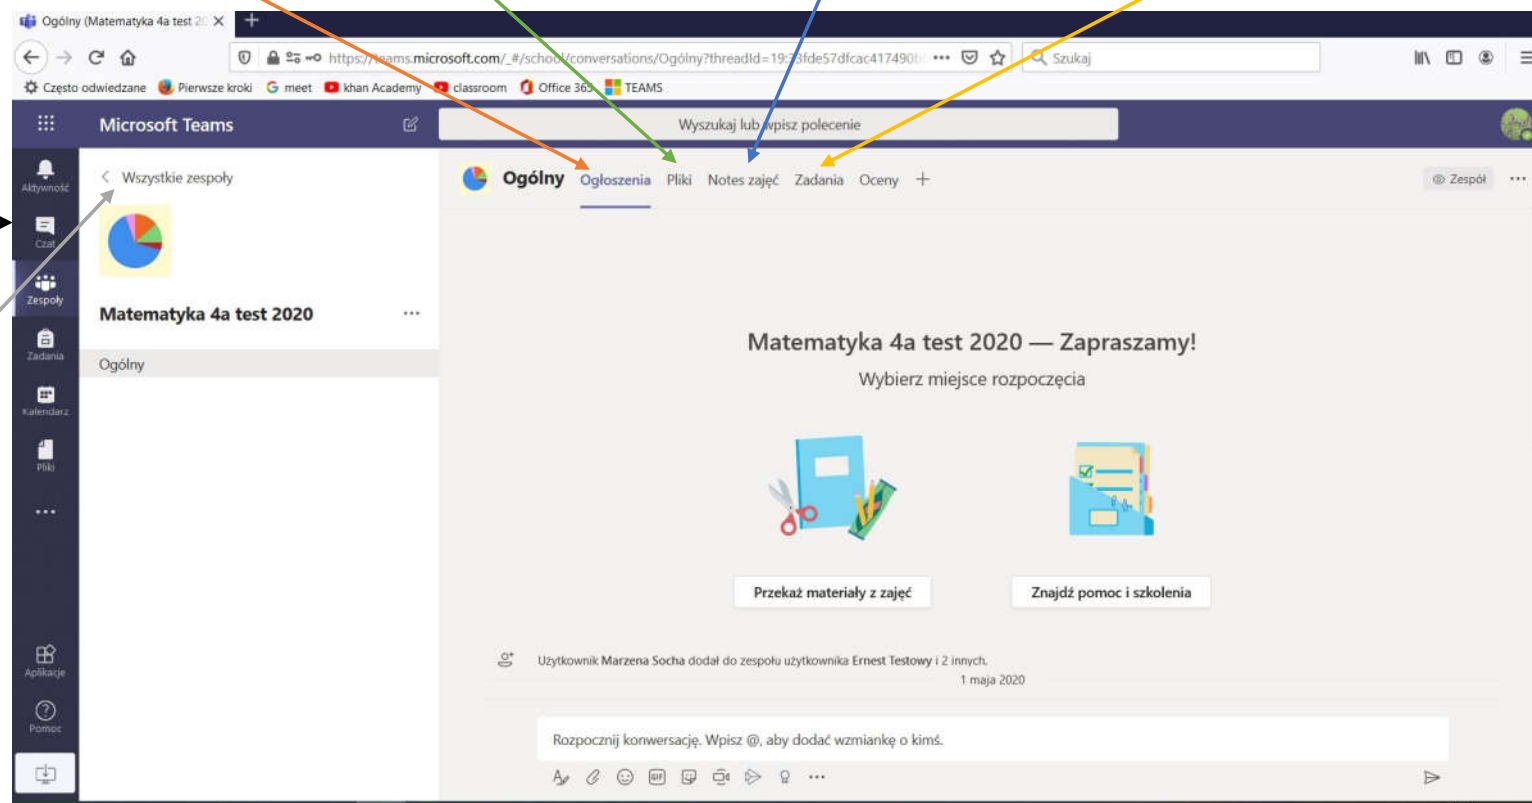 Ogólny (Matematyka 4a test 20
https://teams.microsoft.com/_#/school/conversations/Ogólny?threadId=19:
Szukaj
Często odwiedzane Pierwsze kroki G meet khan Academy classroom Office 365 TEAMS
Microsoft Teams
Wyszukaj lub wpisz polecenie
Aktywność
Wszystkie zespoły
Ogólny Ogłoszenia Pliki Notes zajęć Zadania Oceny +
Zespół
Czat
Zespoły
Matematyka 4a test 2020
Zadania
Ogólny
Matematyka 4a test 2020 — Zapraszamy!
Wybierz miejsce rozpoczęcia
Kalendarz
Pliki
Przekaż materiały z zajęć
Znajdź pomoc i szkolenia
Aplikacje
Użytkownik Marzena Socha dodał do zespołu użytkownika Ernest Testowy i 2 innych.
1 maja 2020
Pomoc
Rozpocznij konwersację. Wpisz @, aby dodać wzmiankę o kimś.
GIF